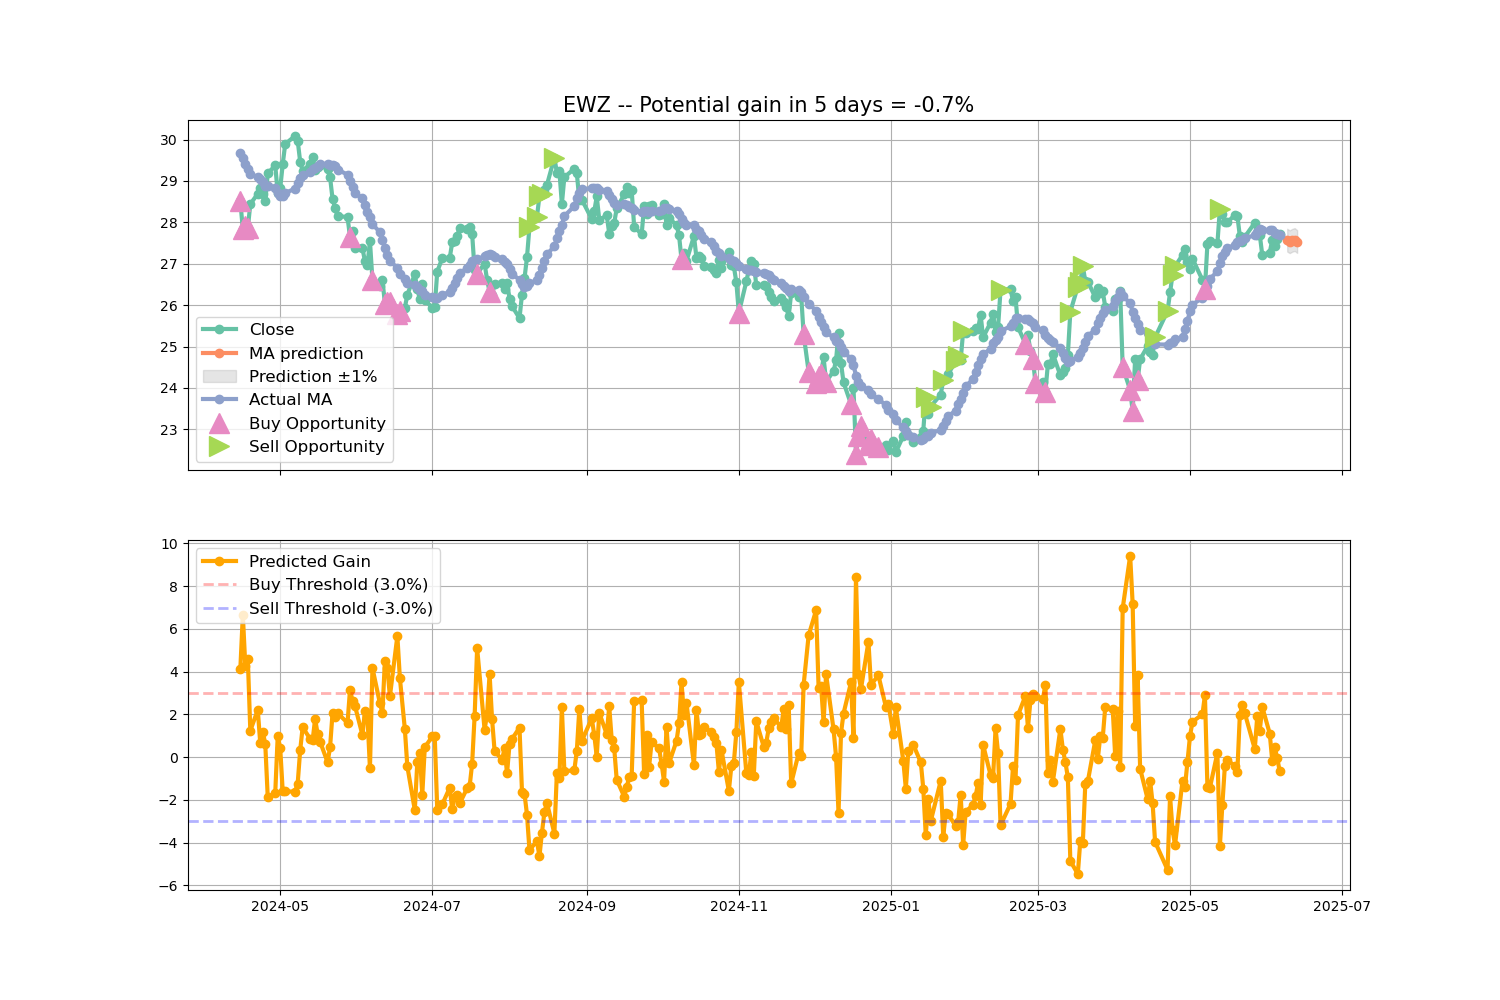 EWZ -- Potential gain in 5 days = -0.7%
30
29
28
27
26
25
24
23
Close
MA prediction
Prediction ±1%
Actual MA
Buy Opportunity
Sell Opportunity
10
8
6
4
2
0
−2
−4
−6
Predicted Gain
Buy Threshold (3.0%)
Sell Threshold (-3.0%)
2024-05
2024-07
2024-09
2024-11
2025-01
2025-03
2025-05
2025-07